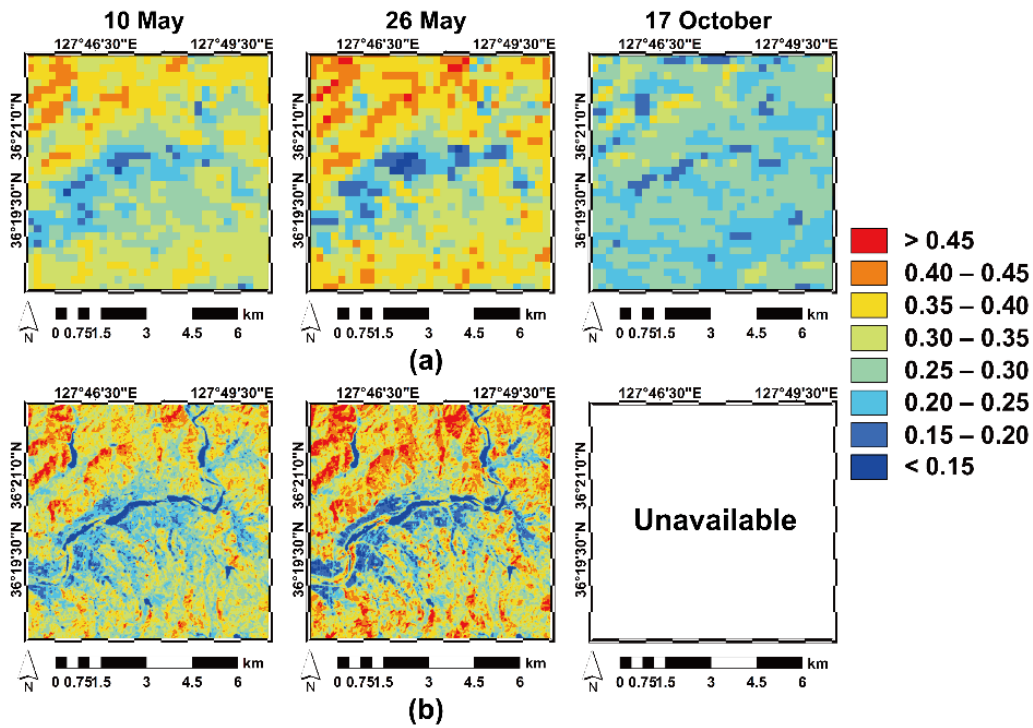 10 May 26 May 17 October
127°46'30"E 127°49'30"E 127°46'30"E 127°49'30"E 127°46'30"E 127°49'30"E
36°21'0"N 36°19'30"N 36°21'0"N 36°19'30"N 36°21'0"N 36°19'30"N
> 0.45
0.40 – 0.45
0.35 – 0.40
0.30 – 0.35
0.25 – 0.30
0.20 – 0.25
0.15 – 0.20
< 0.15
km km km
N 0 0.75 1.5 3 4.5 6 N 0 0.75 1.5 3 4.5 6 N 0 0.75 1.5 3 4.5 6
(a)
127°46'30"E 127°49'30"E 127°46'30"E 127°49'30"E 127°46'30"E 127°49'30"E
36°21'0"N 36°19'30"N 36°21'0"N 36°19'30"N 36°21'0"N 36°19'30"N
Unavailable
km km km
N 0 0.75 1.5 3 4.5 6 N 0 0.75 1.5 3 4.5 6 N 0 0.75 1.5 3 4.5 6
(b)